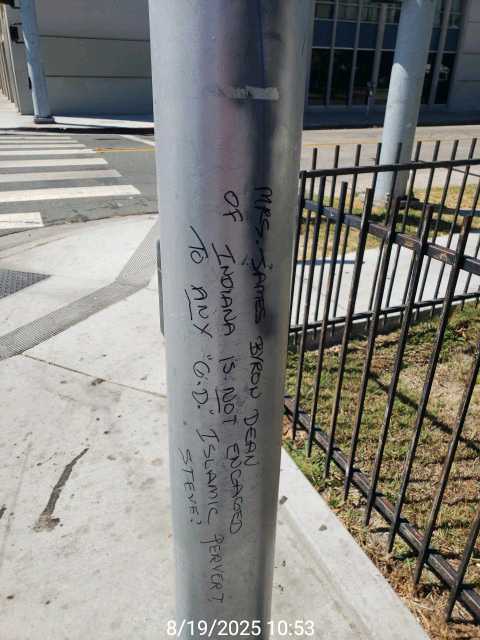 MRS. JAMES BYRON DEAN
OF INDIANA IS NOT ENGAGED
TO ANY "G.D." ISLAMIC PERVERT
STEVE:
8/19/2025 10:53